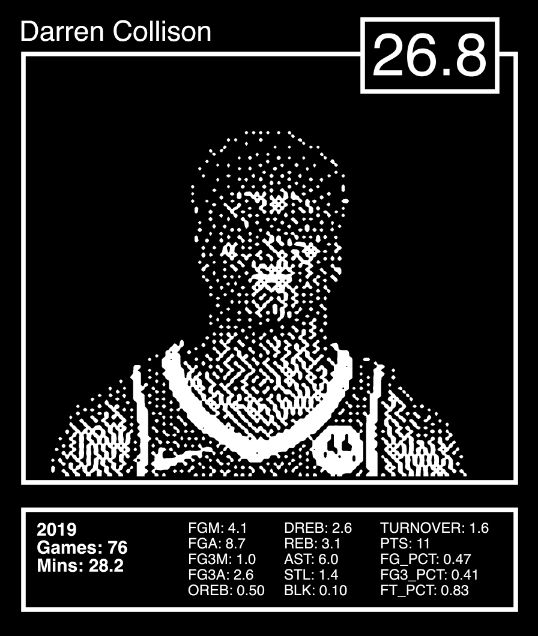 Darren Collison
26.8
2019
Games: 76
Mins: 28.2
FGM: 4.1
FGA: 8.7
FG3M: 1.0
FG3A: 2.6
OREB: 0.50
DREB: 2.6
REB: 3.1
AST: 6.0
STL: 1.4
BLK: 0.10
TURNOVER: 1.6
PTS: 11
FG_PCT: 0.47
FG3_PCT: 0.41
FT_PCT: 0.83